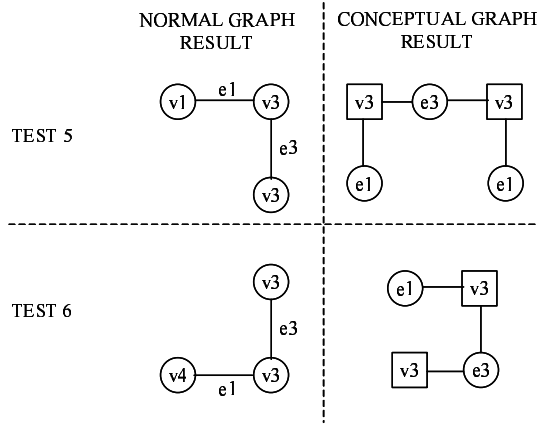 NORMAL GRAPH
RESULT
CONCEPTUAL GRAPH
RESULT
TEST 5
v1
e1
v3
e3
v3
v3
e3
v3
e1
e1
TEST 6
v3
e3
v4
e1
v3
e1
v3
v3
e3